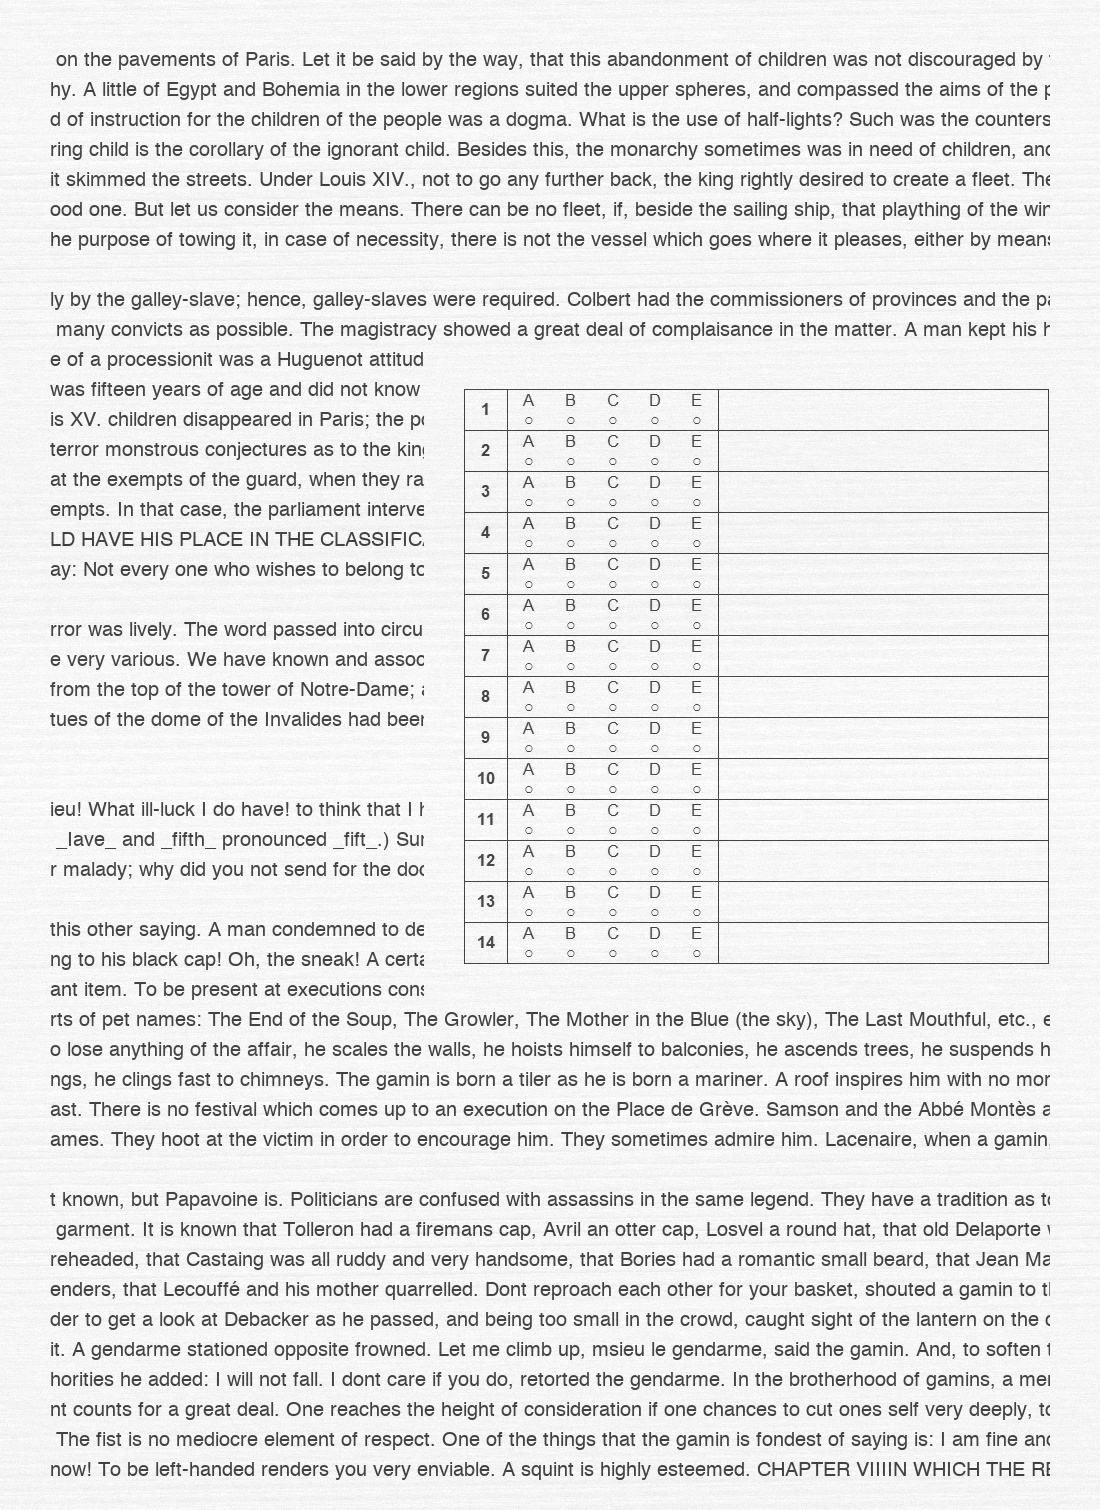 on the pavements of Paris. Let it be said by the way, that this abandonment of children was not discouraged by
hy. A little of Egypt and Bohemia in the lower regions suited the upper spheres, and compassed the aims of the p
d of instruction for the children of the people was a dogma. What is the use of half-lights? Such was the counters
ring child is the corollary of the ignorant child. Besides this, the monarchy sometimes was in need of children, and
it skimmed the streets. Under Louis XIV., not to go any further back, the king rightly desired to create a fleet. The
ood one. But let us consider the means. There can be no fleet, if, beside the sailing ship, that plaything of the win
he purpose of towing it, in case of necessity, there is not the vessel which goes where it pleases, either by means
ly by the galley-slave; hence, galley-slaves were required. Colbert had the commissioners of provinces and the pa
many convicts as possible. The magistracy showed a great deal of complaisance in the matter. A man kept his h
e of a processionit was a Huguenot attitud
was fifteen years of age and did not know
is XV. children disappeared in Paris; the po
terror monstrous conjectures as to the king
at the exempts of the guard, when they ra
empts. In that case, the parliament interve
LD HAVE HIS PLACE IN THE CLASSIFICA
ay: Not every one who wishes to belong to
rror was lively. The word passed into circu
e very various. We have known and assoc
from the top of the tower of Notre-Dame; a
tues of the dome of the Invalides had been
ieu! What ill-luck I do have! to think that I h
_Iave_ and _fifth_ pronounced _fift_.) Sur
r malady; why did you not send for the doc
this other saying. A man condemned to de
ng to his black cap! Oh, the sneak! A certa
ant item. To be present at executions cons
1 A B C D E
2 A B C D E
3 A B C D E
4 A B C D E
5 A B C D E
6 A B C D E
7 A B C D E
8 A B C D E
9 A B C D E
10 A B C D E
11 A B C D E
12 A B C D E
13 A B C D E
14 A B C D E
rts of pet names: The End of the Soup, The Growler, The Mother in the Blue (the sky), The Last Mouthful, etc., e
o lose anything of the affair, he scales the walls, he hoists himself to balconies, he ascends trees, he suspends h
ngs, he clings fast to chimneys. The gamin is born a tiler as he is born a mariner. A roof inspires him with no mor
ast. There is no festival which comes up to an execution on the Place de Grève. Samson and the Abbé Montès a
ames. They hoot at the victim in order to encourage him. They sometimes admire him. Lacenaire, when a gamin,
t known, but Papavoine is. Politicians are confused with assassins in the same legend. They have a tradition as to
garment. It is known that Tolleron had a firemans cap, Avril an otter cap, Losvel a round hat, that old Delaporte
reheaded, that Castaing was all ruddy and very handsome, that Bories had a romantic small beard, that Jean Ma
enders, that Lecouffé and his mother quarrelled. Dont reproach each other for your basket, shouted a gamin to th
der to get a look at Debacker as he passed, and being too small in the crowd, caught sight of the lantern on the
it. A gendarme stationed opposite frowned. Let me climb up, msieu le gendarme, said the gamin. And, to soften t
horities he added: I will not fall. I dont care if you do, retorted the gendarme. In the brotherhood of gamins, a mem
nt counts for a great deal. One reaches the height of consideration if one chances to cut ones self very deeply, to
The fist is no mediocre element of respect. One of the things that the gamin is fondest of saying is: I am fine and
now! To be left-handed renders you very enviable. A squint is highly esteemed. CHAPTER VIIIIN WHICH THE RE